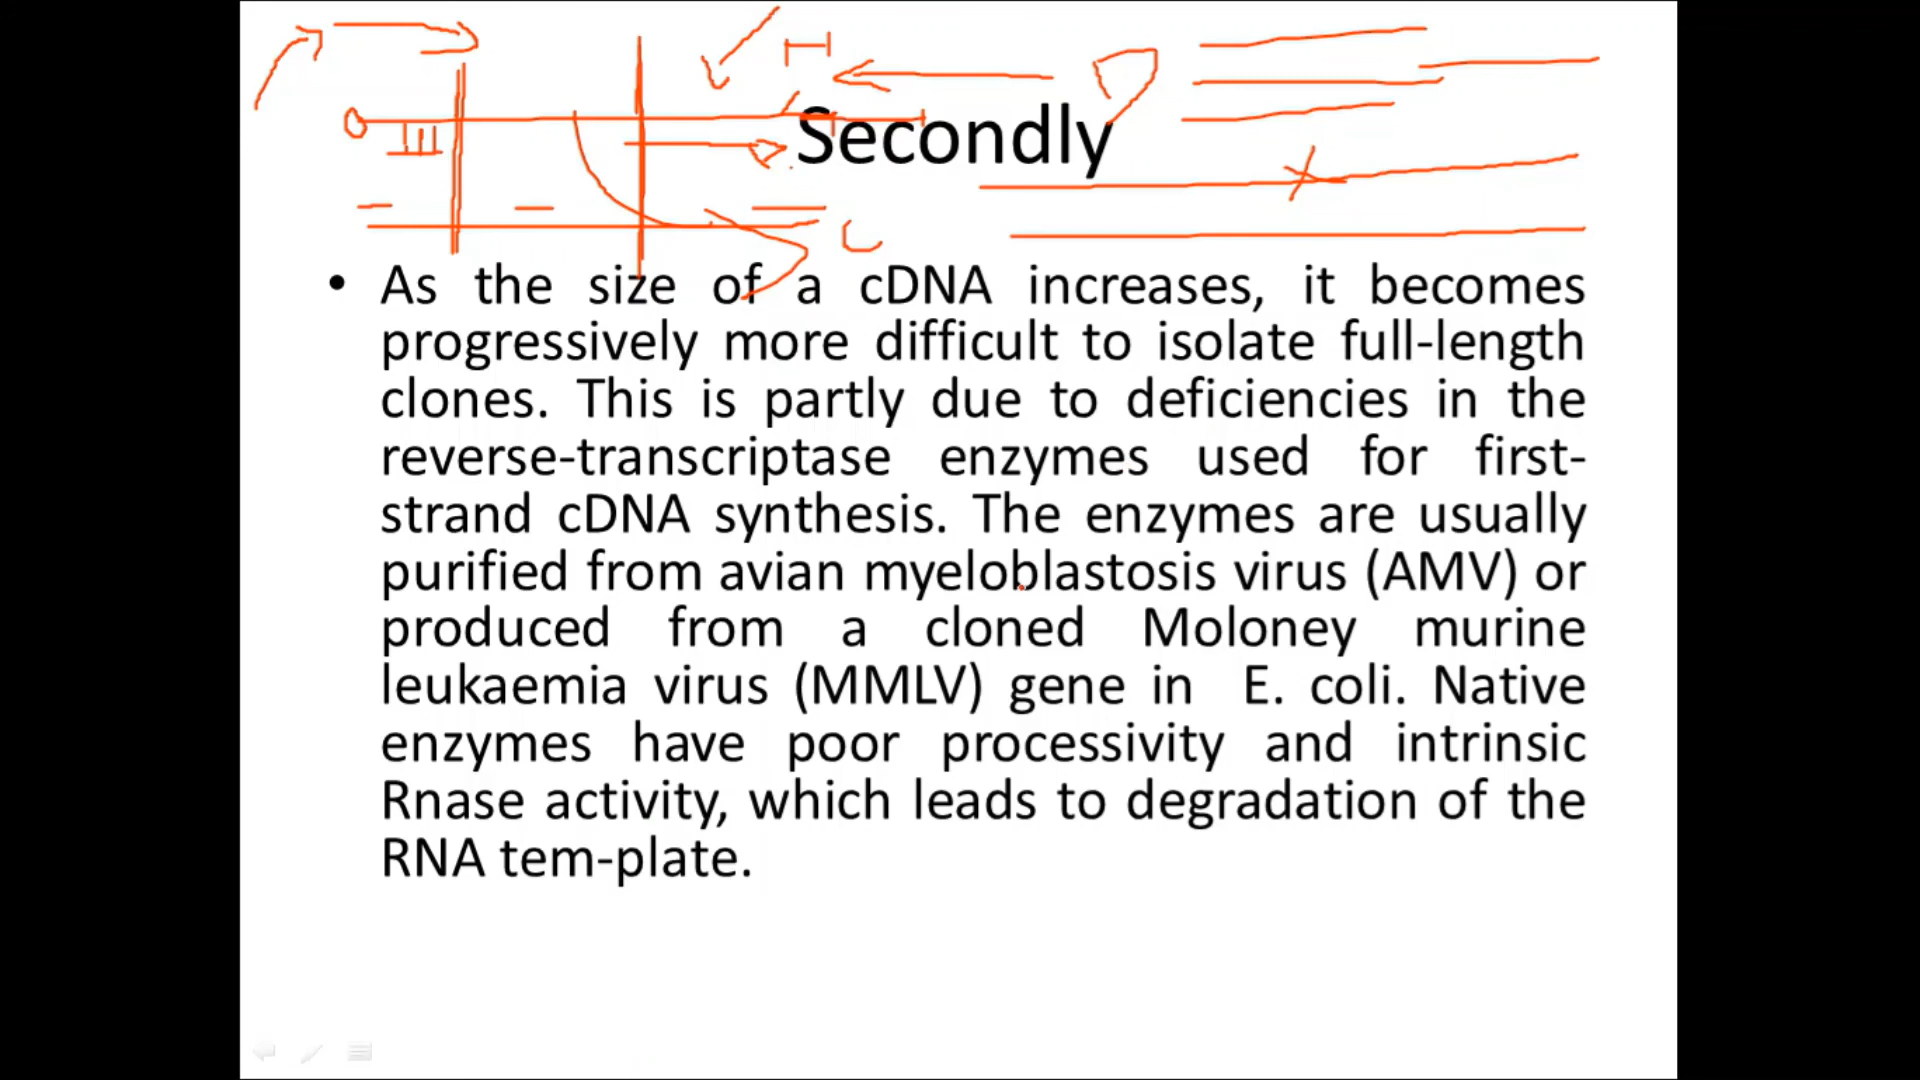 Secondly
• As the size of a cDNA increases, it becomes
progressively more difficult to isolate full-length
clones. This is partly due to deficiencies in the
reverse-transcriptase enzymes used for first-
strand cDNA synthesis. The enzymes are usually
purified from avian myeloblastosis virus (AMV) or
produced from a cloned Moloney murine
leukaemia virus (MMLV) gene in E. coli. Native
enzymes have poor processivity and intrinsic
Rnase activity, which leads to degradation of the
RNA tem-plate.